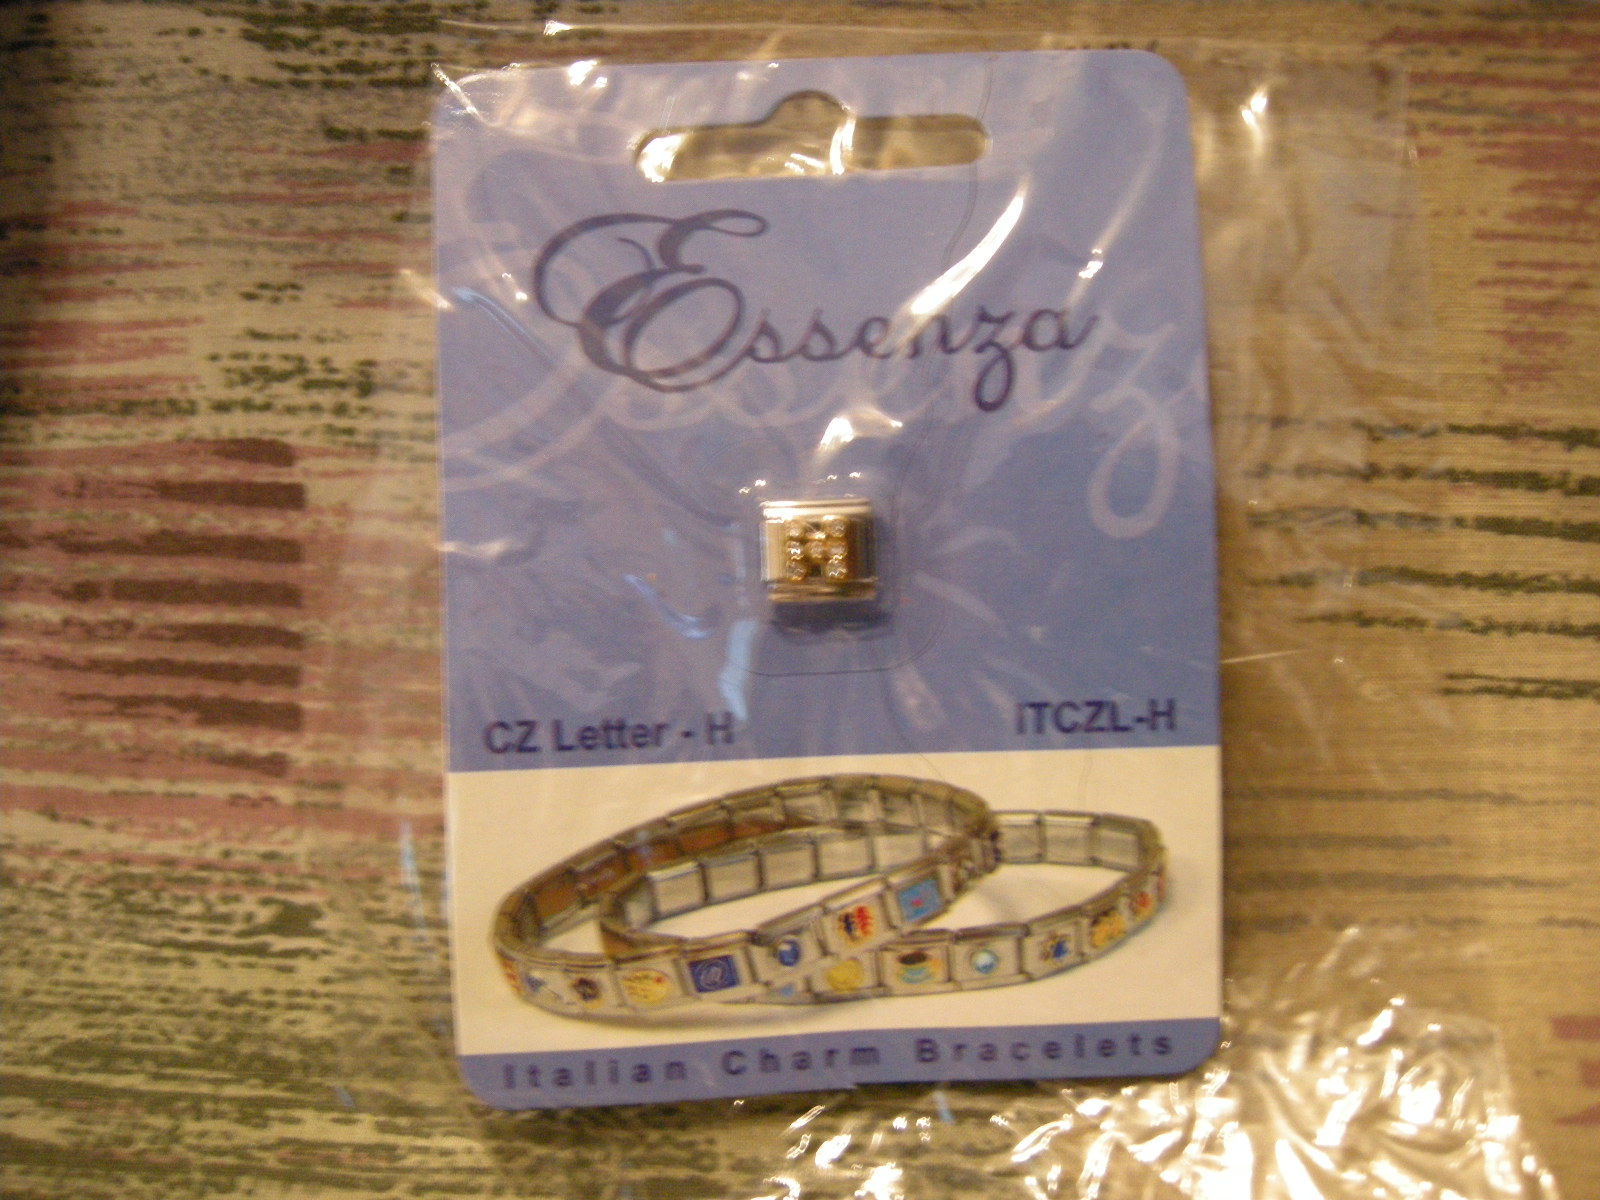 Essenza
CZ Letter - H
ITCZL-H
Italian Charm Bracelets